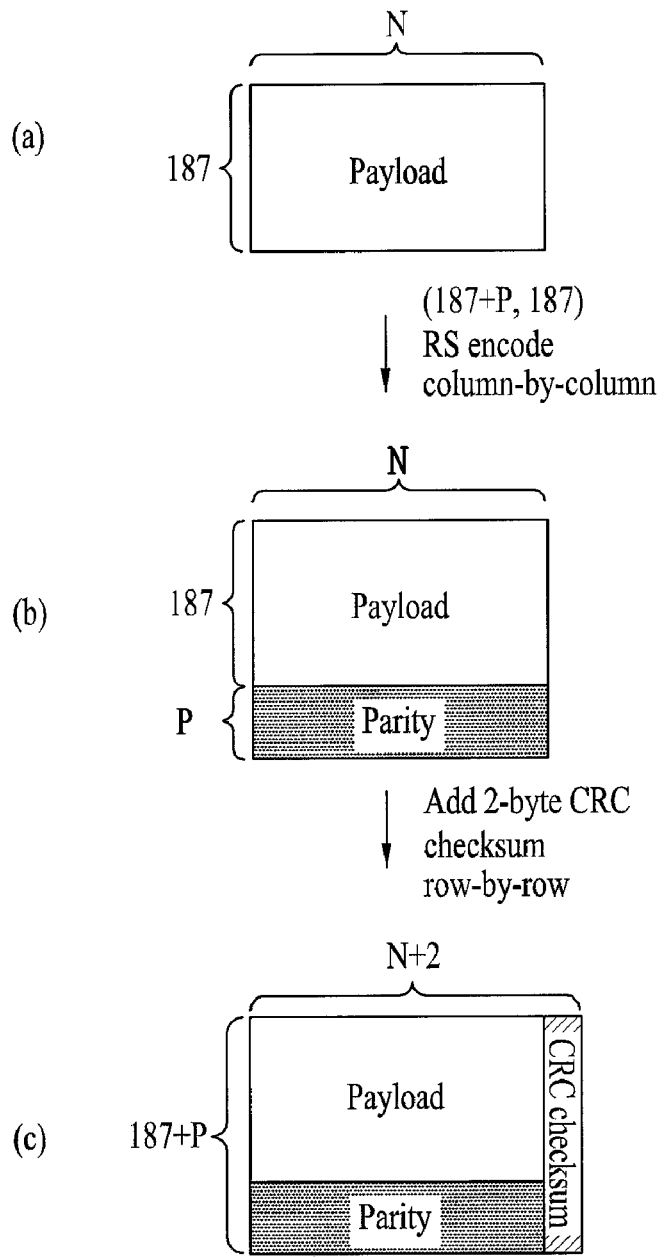 N
(a)
187
Payload
(187+P, 187)
RS encode
column-by-column
N
(b)
187
Payload
P
Parity
Add 2-byte CRC
checksum
row-by-row
N+2
(c)
187+P
Payload
CRC checksum
Parity